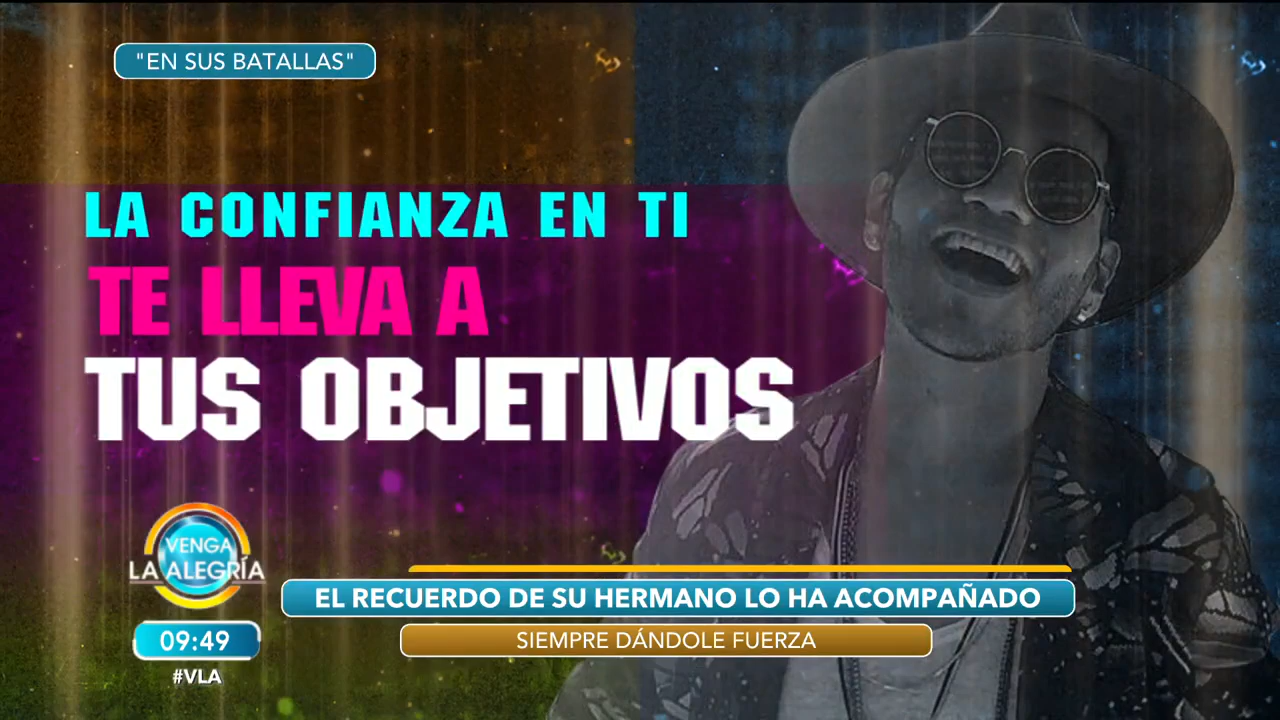 "EN SUS BATALLAS"
LA CONFIANZA EN TI
TE LLEVA A
TUS OBJETIVOS
VENGA
LA ALEGRÍA
EL RECUERDO DE SU HERMANO LO HA ACOMPAÑADO
SIEMPRE DÁNDOLE FUERZA
09:49
#VLA